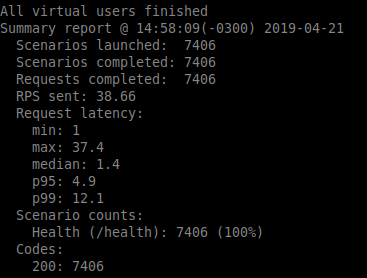 All virtual users finished
Summary report @ 14:58:09(-0300) 2019-04-21
Scenarios launched: 7406
Scenarios completed: 7406
Requests completed: 7406
RPS sent: 38.66
Request latency:
min: 1
max: 37.4
median: 1.4
p95: 4.9
p99: 12.1
Scenario counts:
Health (/health): 7406 (100%)
Codes:
200: 7406